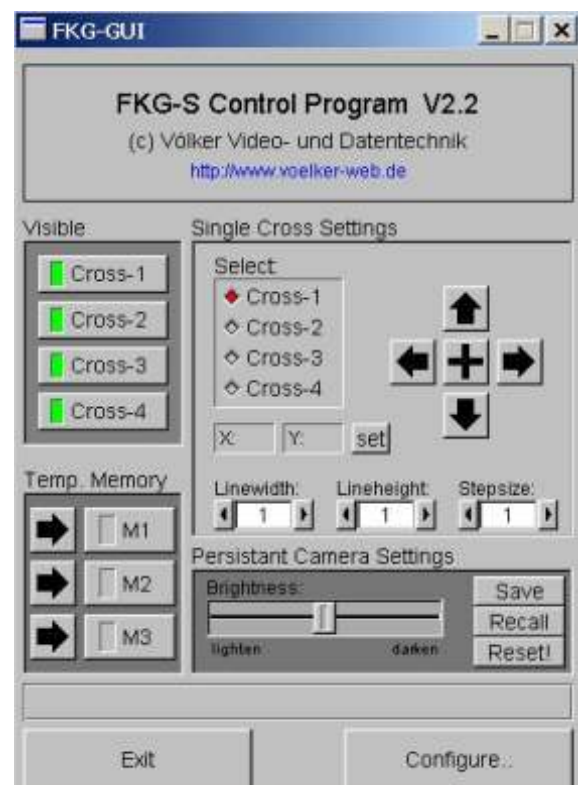 FKG-GUI
FKG-S Control Program V2.2
(c) Völker Video- und Datentechnik
http://www.voelker-web.de
Visible
Cross-1
Cross-2
Cross-3
Cross-4
Single Cross Settings
Select
Cross-1
Cross-2
Cross-3
Cross-4
X: Y: set
Linewidth: Lineheight: Stepsize:
1 1 1
Temp. Memory
M1
M2
M3
Persistant Camera Settings
Brightness:
lighten darken
Save
Recall
Reset!
Exit
Configure..